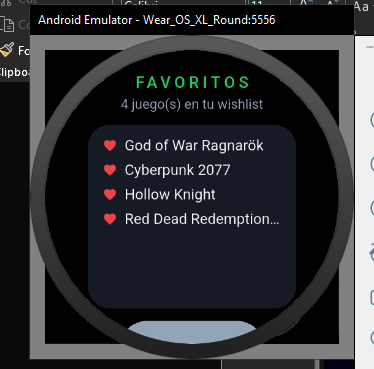 Android Emulator - Wear_OS_XL_Round:5556
FAVORITOS
4 juego(s) en tu wishlist
God of War Ragnarök
Cyberpunk 2077
Hollow Knight
Red Dead Redemption...